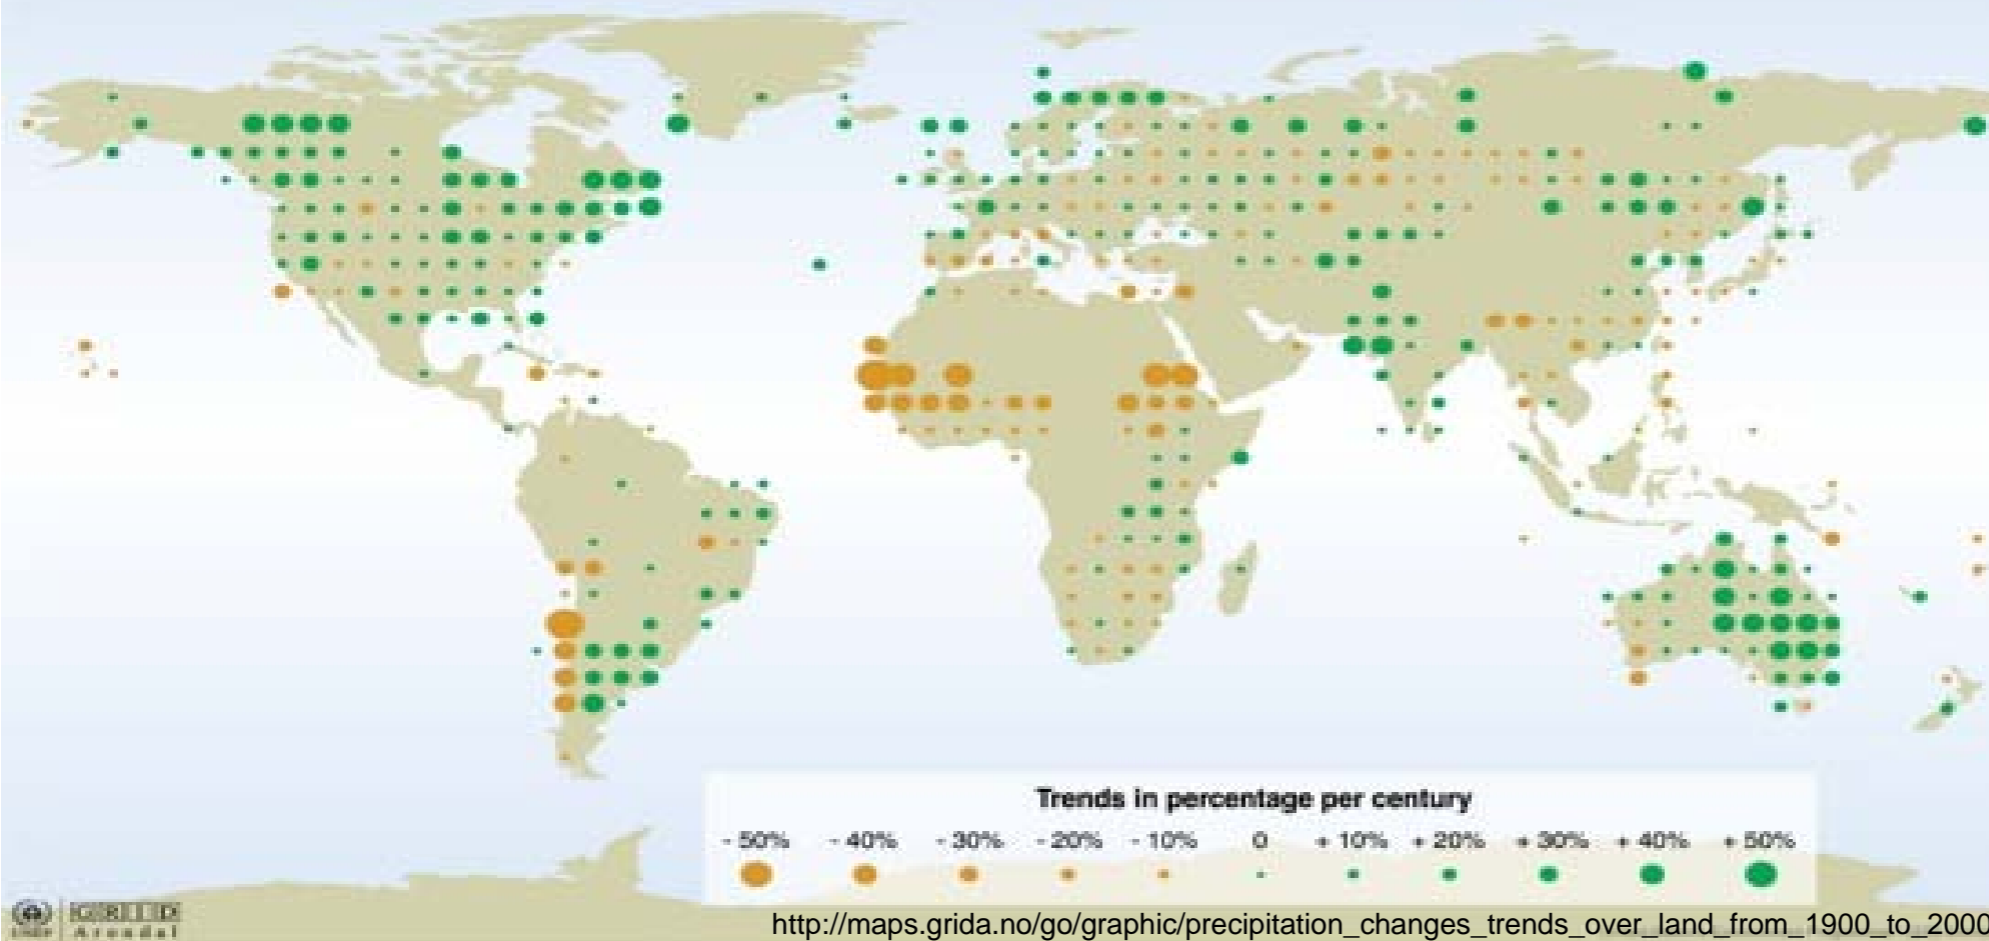 Trends in percentage per century
- 50% - 40% - 30% - 20% - 10% 0 + 10% + 20% + 30% + 40% + 50%
UNEP
GRID
Arendal
http://maps.grida.no/go/graphic/precipitation_changes_trends_over_land_from_1900_to_2000